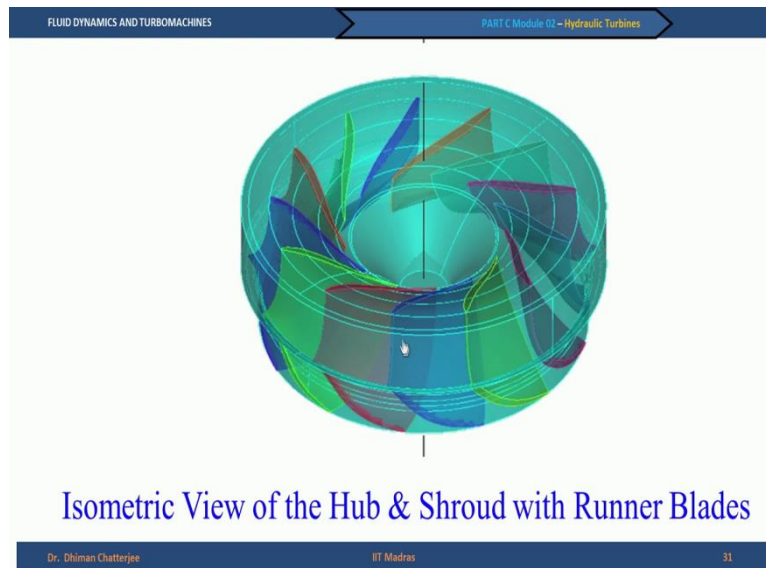 FLUID DYNAMICS AND TURBOMACHINES
PART C Module 02 – Hydraulic Turbines
Isometric View of the Hub & Shroud with Runner Blades
Dr. Dhiman Chatterjee
IIT Madras
31